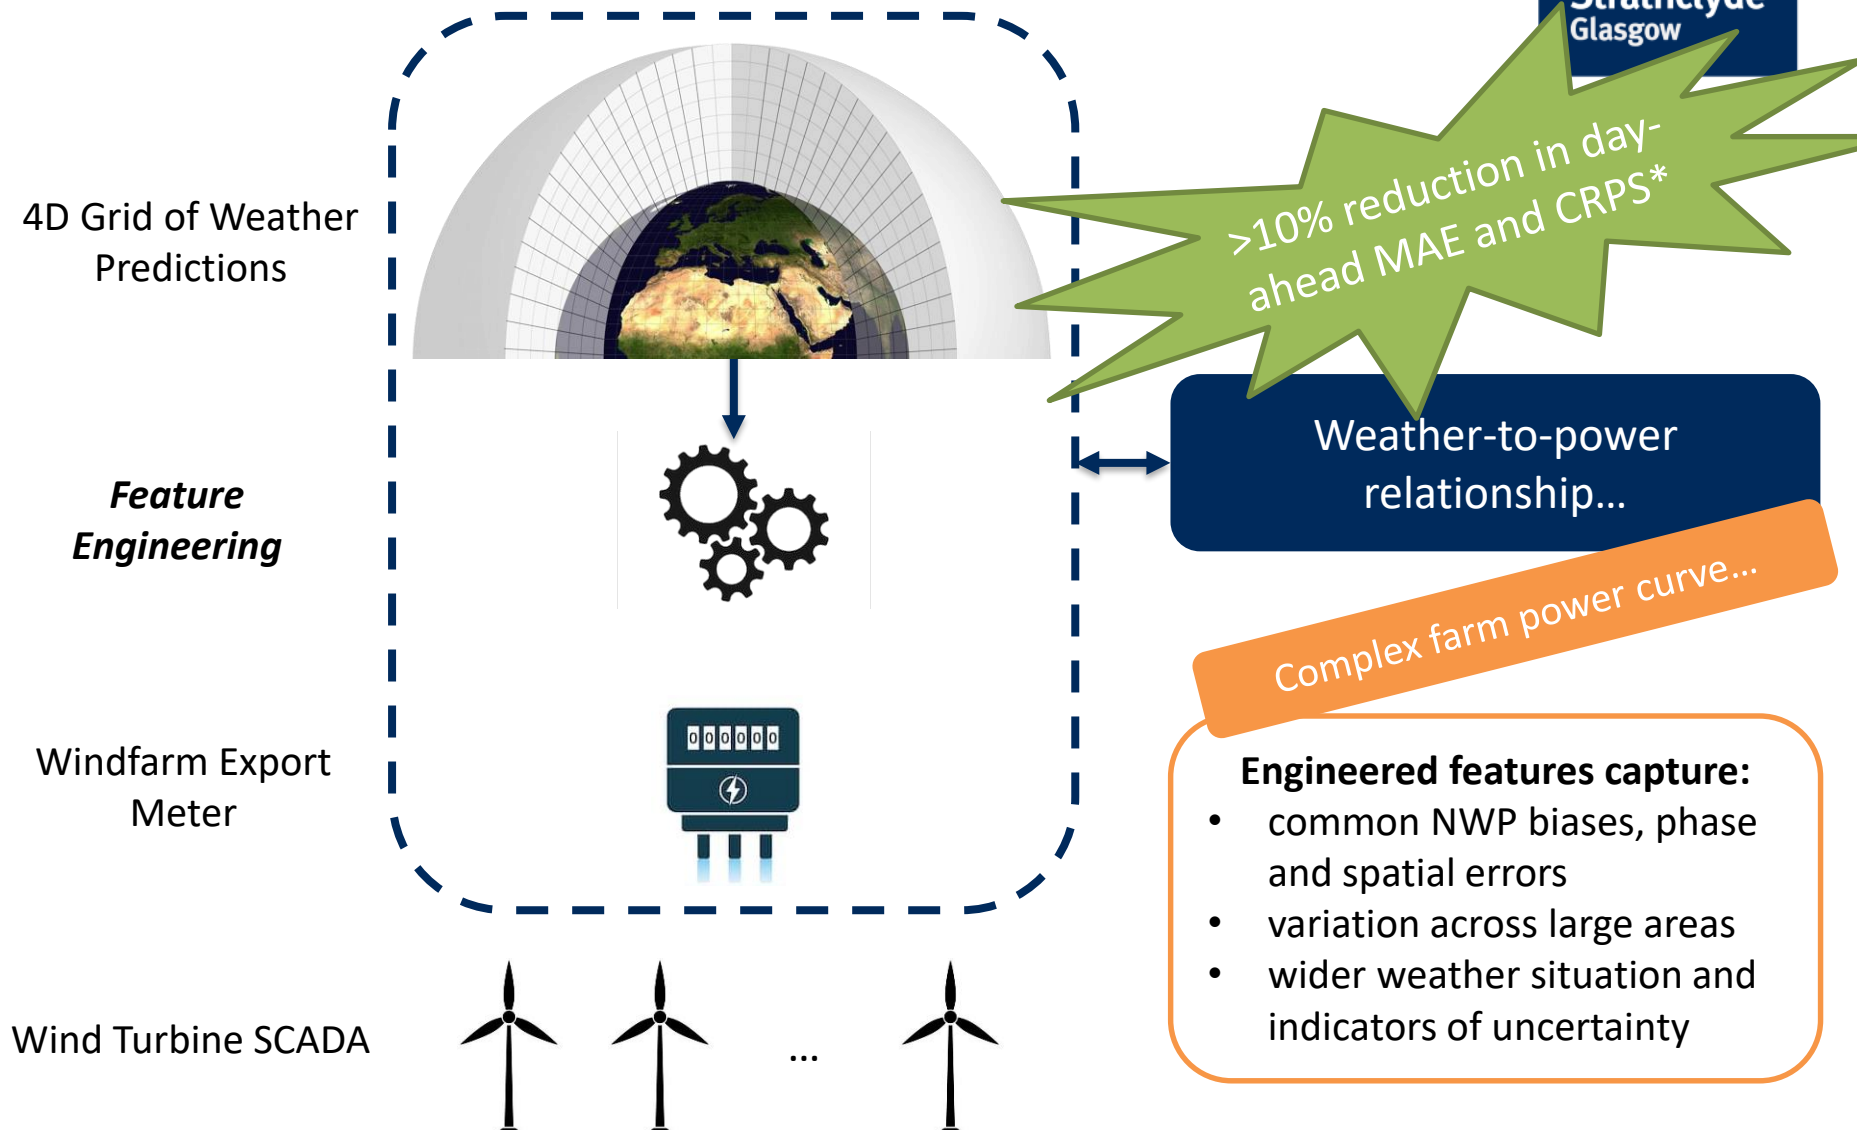 Strathclyde
Glasgow
>10% reduction in day-
ahead MAE and CRPS*
4D Grid of Weather
Predictions
Weather-to-power
relationship...
Feature
Engineering
Complex farm power curve...
Windfarm Export
Meter
000000
Engineered features capture:
• common NWP biases, phase
and spatial errors
• variation across large areas
• wider weather situation and
indicators of uncertainty
Wind Turbine SCADA
...